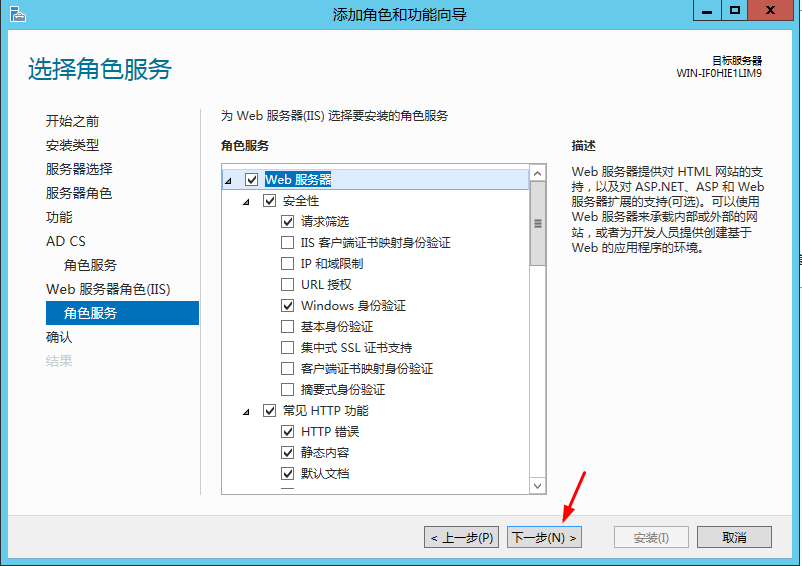 添加角色和功能向导
选择角色服务
目标服务器
WIN-IF0HIE1LIM9
开始之前
安装类型
服务器选择
服务器角色
功能
AD CS
角色服务
Web 服务器角色(IIS)
角色服务
确认
结果
为 Web 服务器(IIS) 选择要安装的角色服务
角色服务
Web 服务器
安全性
请求筛选
IIS 客户端证书映射身份验证
IP 和域限制
URL 授权
Windows 身份验证
基本身份验证
集中式 SSL 证书支持
客户端证书映射身份验证
摘要式身份验证
常见 HTTP 功能
HTTP 错误
静态内容
默认文档
描述
Web 服务器提供对 HTML 网站的支
持，以及对 ASP.NET、ASP 和 Web
服务器扩展的支持(可选)。可以使用
Web 服务器来承载内部或外部的网
站，或者为开发人员提供创建基于
Web 的应用程序的环境。
< 上一步(P)
下一步(N) >
安装(I)
取消